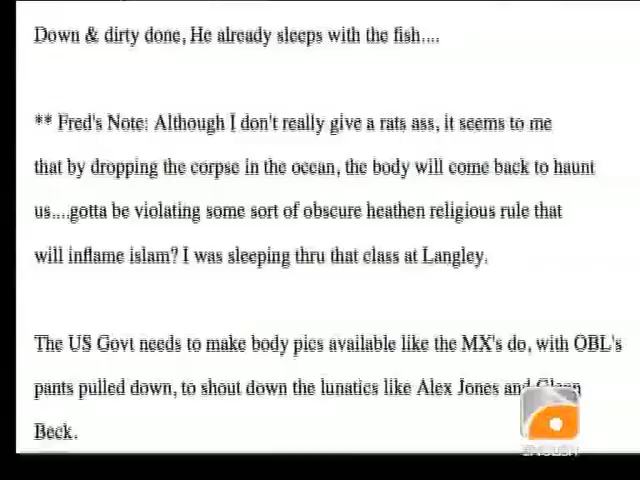 Down & dirty done, He already sleeps with the fish....
** Fred's Note: Although I don't really give a rats ass, it seems to me
that by dropping the corpse in the ocean, the body will come back to haunt
us....gotta be violating some sort of obscure heathen religious rule that
will inflame islam? I was sleeping thru that class at Langley.
The US Govt needs to make body pics available like the MX's do, with OBL's
pants pulled down, to shout down the lunatics like Alex Jones and Glenn
Beck.
ENGLISH